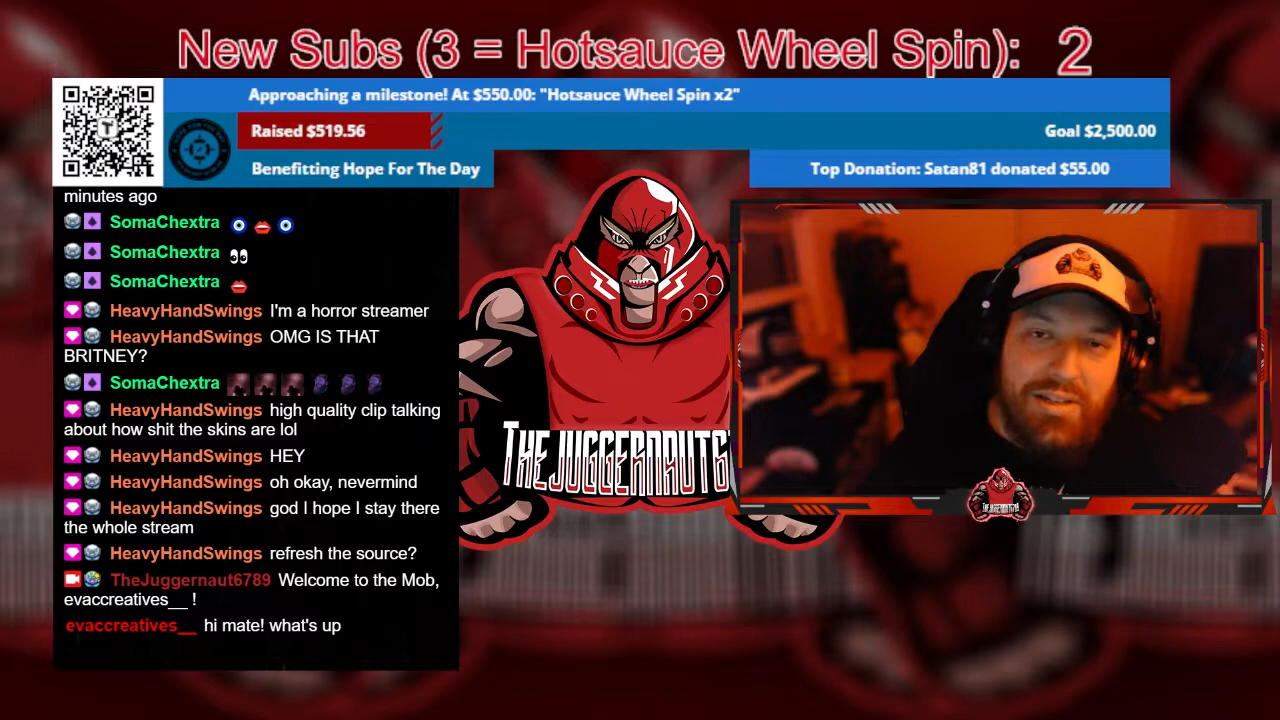 New Subs (3 = Hotsauce Wheel Spin): 2
Approaching a milestone! At $550.00: "Hotsauce Wheel Spin x2"
Raised $519.56
Goal $2,500.00
Benefitting Hope For The Day
Top Donation: Satan81 donated $55.00
minutes ago
SomaChextra
SomaChextra
SomaChextra
HeavyHandSwings I'm a horror streamer
HeavyHandSwings OMG IS THAT
BRITNEY?
SomaChextra
HeavyHandSwings high quality clip talking
about how shit the skins are lol
HeavyHandSwings HEY
HeavyHandSwings oh okay, nevermind
HeavyHandSwings god I hope I stay there
the whole stream
HeavyHandSwings refresh the source?
TheJuggernaut6789 Welcome to the Mob,
evaccreatives__ !
evaccreatives__ hi mate! what's up
THEJUGGERNAUT6